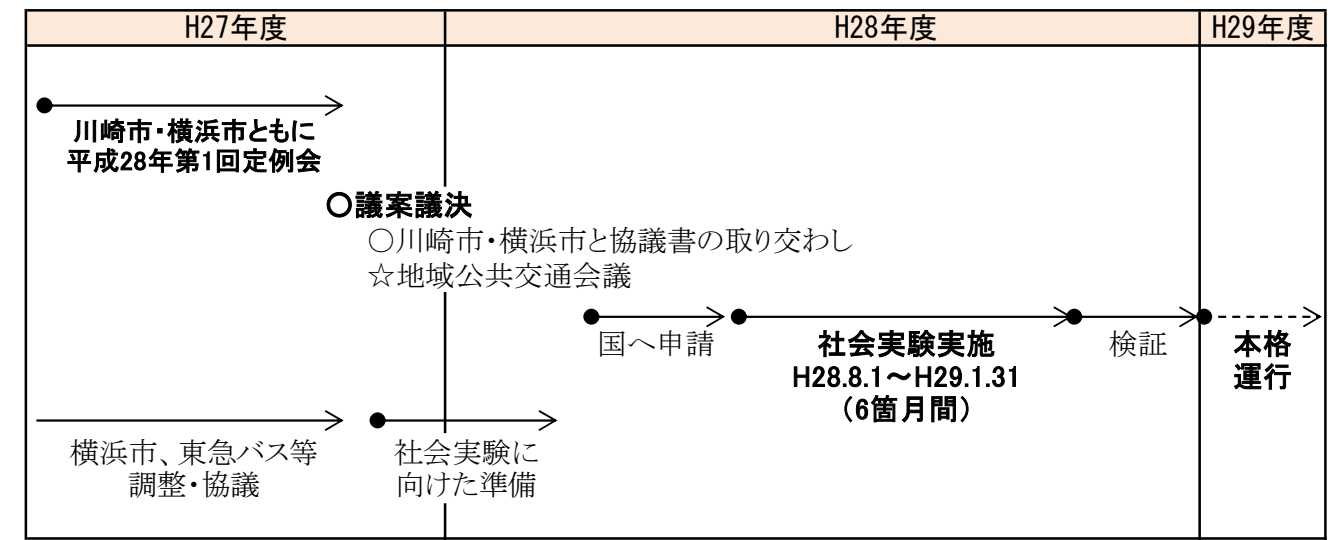 H27年度
H28年度
H29年度
川崎市・横浜市ともに
平成28年第1回定例会
○議案議決
○川崎市・横浜市と協議書の取り交わし
☆地域公共交通会議
国へ申請
社会実験実施
H28.8.1～H29.1.31
（6箇月間）
検証
本格
運行
横浜市、東急バス等
調整・協議
社会実験に
向けた準備